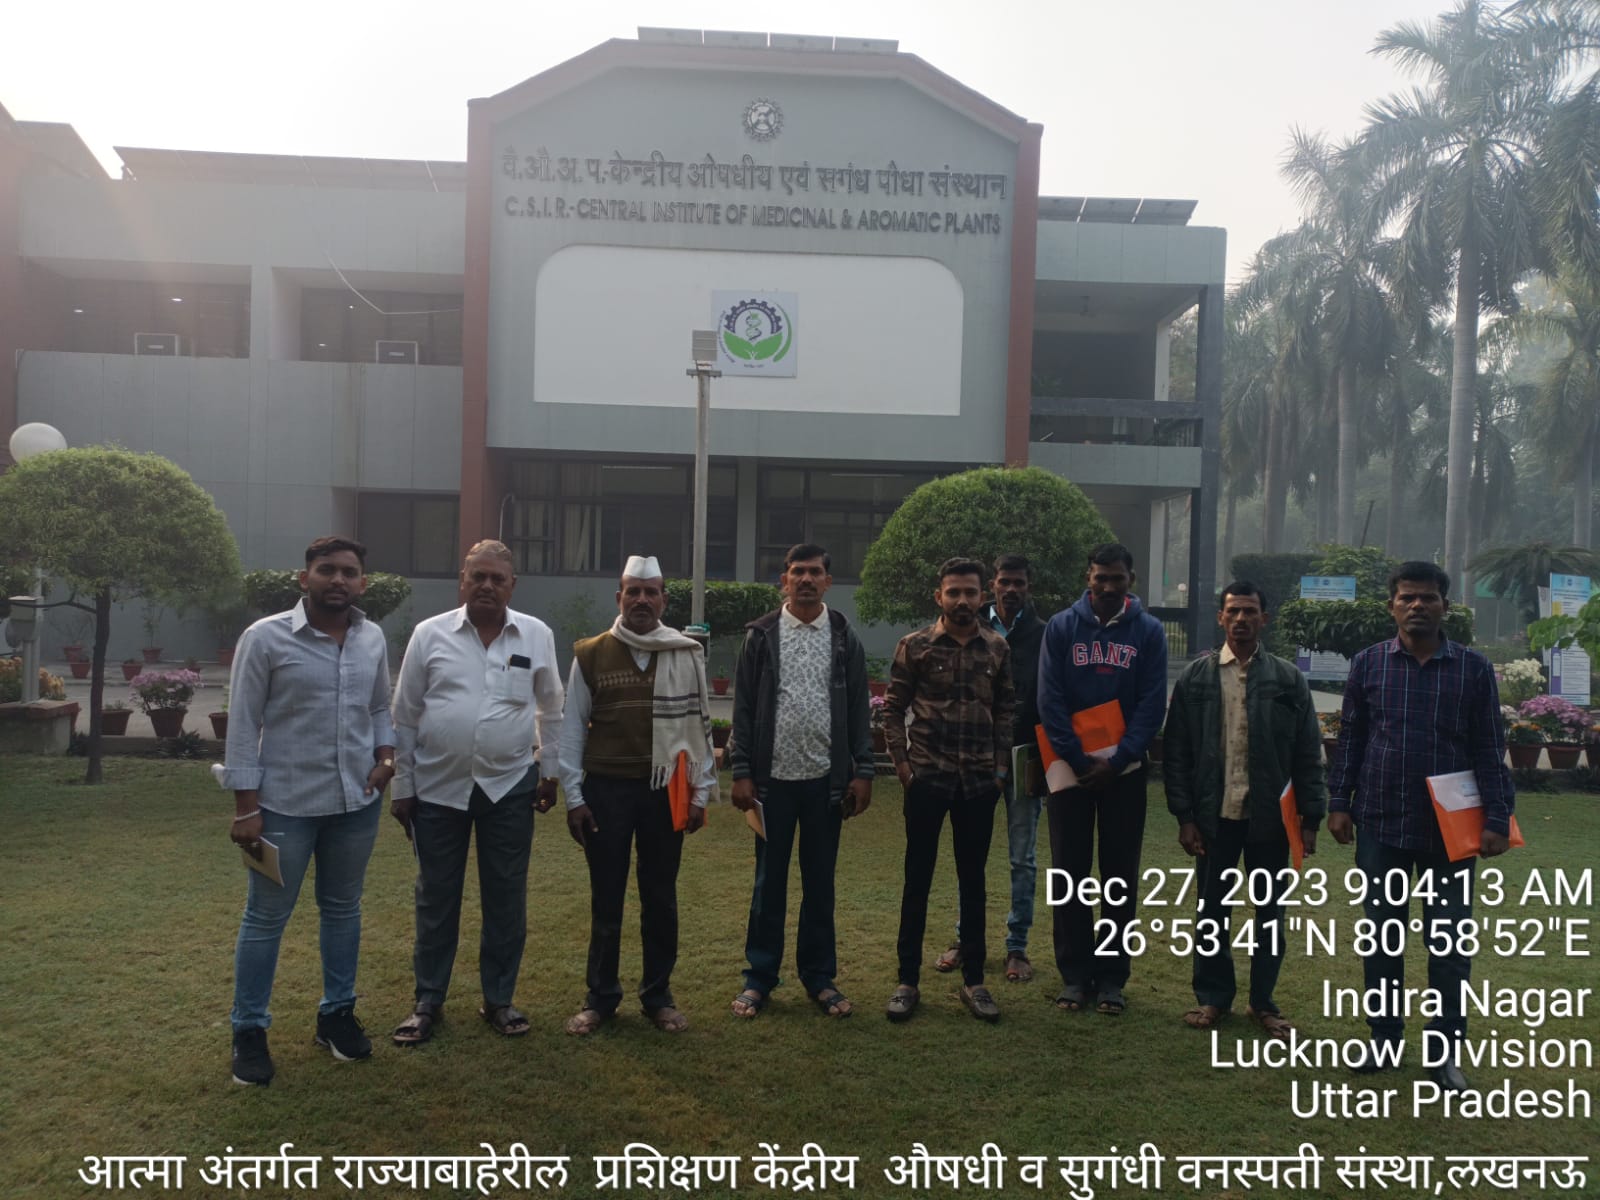 वै.औ.अ.प.-केन्द्रीय औषधीय एवं सगंध पौधा संस्थान
C.S.I.R.-CENTRAL INSTITUTE OF MEDICINAL & AROMATIC PLANTS
GANT
Dec 27, 2023 9:04:13 AM
26°53'41"N 80°58'52"E
Indira Nagar
Lucknow Division
Uttar Pradesh
आत्मा अंतर्गत राज्याबाहेरील प्रशिक्षण केंद्रीय औषधी व सुगंधी वनस्पती संस्था,लखनऊ